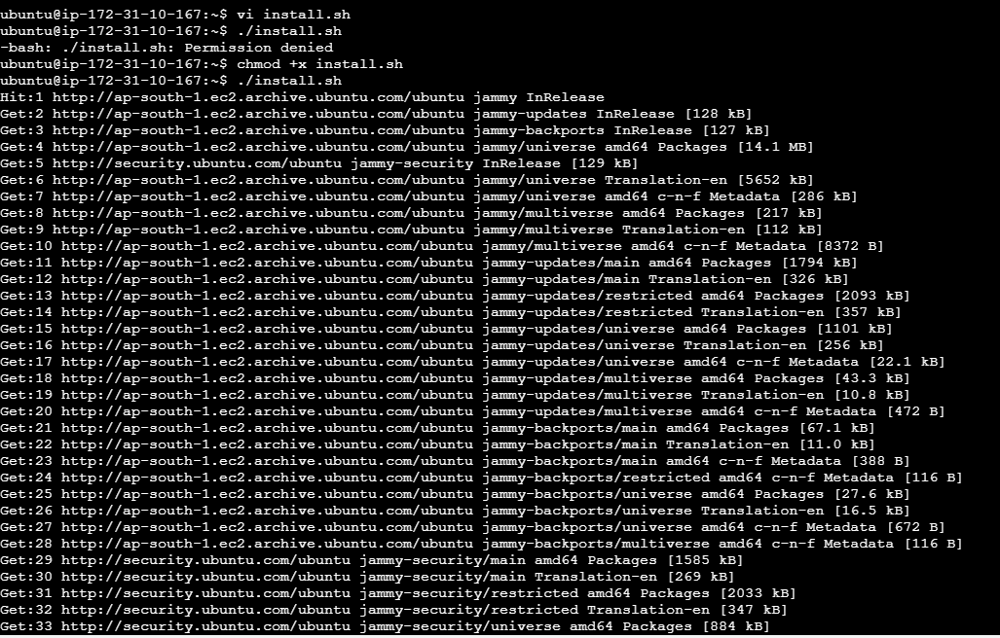 ubuntu@ip-172-31-10-167:~$ vi install.sh
ubuntu@ip-172-31-10-167:~$ ./install.sh
-bash: ./install.sh: Permission denied
ubuntu@ip-172-31-10-167:~$ chmod +x install.sh
ubuntu@ip-172-31-10-167:~$ ./install.sh
Hit:1 http://ap-south-1.ec2.archive.ubuntu.com/ubuntu jammy InRelease
Get:2 http://ap-south-1.ec2.archive.ubuntu.com/ubuntu jammy-updates InRelease [128 kB]
Get:3 http://ap-south-1.ec2.archive.ubuntu.com/ubuntu jammy-backports InRelease [127 kB]
Get:4 http://ap-south-1.ec2.archive.ubuntu.com/ubuntu jammy/universe amd64 Packages [14.1 MB]
Get:5 http://security.ubuntu.com/ubuntu jammy-security InRelease [129 kB]
Get:6 http://ap-south-1.ec2.archive.ubuntu.com/ubuntu jammy/universe Translation-en [5652 kB]
Get:7 http://ap-south-1.ec2.archive.ubuntu.com/ubuntu jammy/universe amd64 c-n-f Metadata [286 kB]
Get:8 http://ap-south-1.ec2.archive.ubuntu.com/ubuntu jammy/multiverse amd64 Packages [217 kB]
Get:9 http://ap-south-1.ec2.archive.ubuntu.com/ubuntu jammy/multiverse Translation-en [112 kB]
Get:10 http://ap-south-1.ec2.archive.ubuntu.com/ubuntu jammy/multiverse amd64 c-n-f Metadata [8372 B]
Get:11 http://ap-south-1.ec2.archive.ubuntu.com/ubuntu jammy-updates/main amd64 Packages [1794 kB]
Get:12 http://ap-south-1.ec2.archive.ubuntu.com/ubuntu jammy-updates/main Translation-en [326 kB]
Get:13 http://ap-south-1.ec2.archive.ubuntu.com/ubuntu jammy-updates/restricted amd64 Packages [2093 kB]
Get:14 http://ap-south-1.ec2.archive.ubuntu.com/ubuntu jammy-updates/restricted Translation-en [357 kB]
Get:15 http://ap-south-1.ec2.archive.ubuntu.com/ubuntu jammy-updates/universe amd64 Packages [1101 kB]
Get:16 http://ap-south-1.ec2.archive.ubuntu.com/ubuntu jammy-updates/universe Translation-en [256 kB]
Get:17 http://ap-south-1.ec2.archive.ubuntu.com/ubuntu jammy-updates/universe amd64 c-n-f Metadata [22.1 kB]
Get:18 http://ap-south-1.ec2.archive.ubuntu.com/ubuntu jammy-updates/multiverse amd64 Packages [43.3 kB]
Get:19 http://ap-south-1.ec2.archive.ubuntu.com/ubuntu jammy-updates/multiverse Translation-en [10.8 kB]
Get:20 http://ap-south-1.ec2.archive.ubuntu.com/ubuntu jammy-updates/multiverse amd64 c-n-f Metadata [472 B]
Get:21 http://ap-south-1.ec2.archive.ubuntu.com/ubuntu jammy-backports/main amd64 Packages [67.1 kB]
Get:22 http://ap-south-1.ec2.archive.ubuntu.com/ubuntu jammy-backports/main Translation-en [11.0 kB]
Get:23 http://ap-south-1.ec2.archive.ubuntu.com/ubuntu jammy-backports/main amd64 c-n-f Metadata [388 B]
Get:24 http://ap-south-1.ec2.archive.ubuntu.com/ubuntu jammy-backports/restricted amd64 c-n-f Metadata [116 B]
Get:25 http://ap-south-1.ec2.archive.ubuntu.com/ubuntu jammy-backports/universe amd64 Packages [27.6 kB]
Get:26 http://ap-south-1.ec2.archive.ubuntu.com/ubuntu jammy-backports/universe Translation-en [16.5 kB]
Get:27 http://ap-south-1.ec2.archive.ubuntu.com/ubuntu jammy-backports/universe amd64 c-n-f Metadata [672 B]
Get:28 http://ap-south-1.ec2.archive.ubuntu.com/ubuntu jammy-backports/multiverse amd64 c-n-f Metadata [116 B]
Get:29 http://security.ubuntu.com/ubuntu jammy-security/main amd64 Packages [1585 kB]
Get:30 http://security.ubuntu.com/ubuntu jammy-security/main Translation-en [269 kB]
Get:31 http://security.ubuntu.com/ubuntu jammy-security/restricted amd64 Packages [2033 kB]
Get:32 http://security.ubuntu.com/ubuntu jammy-security/restricted Translation-en [347 kB]
Get:33 http://security.ubuntu.com/ubuntu jammy-security/universe amd64 Packages [884 kB]